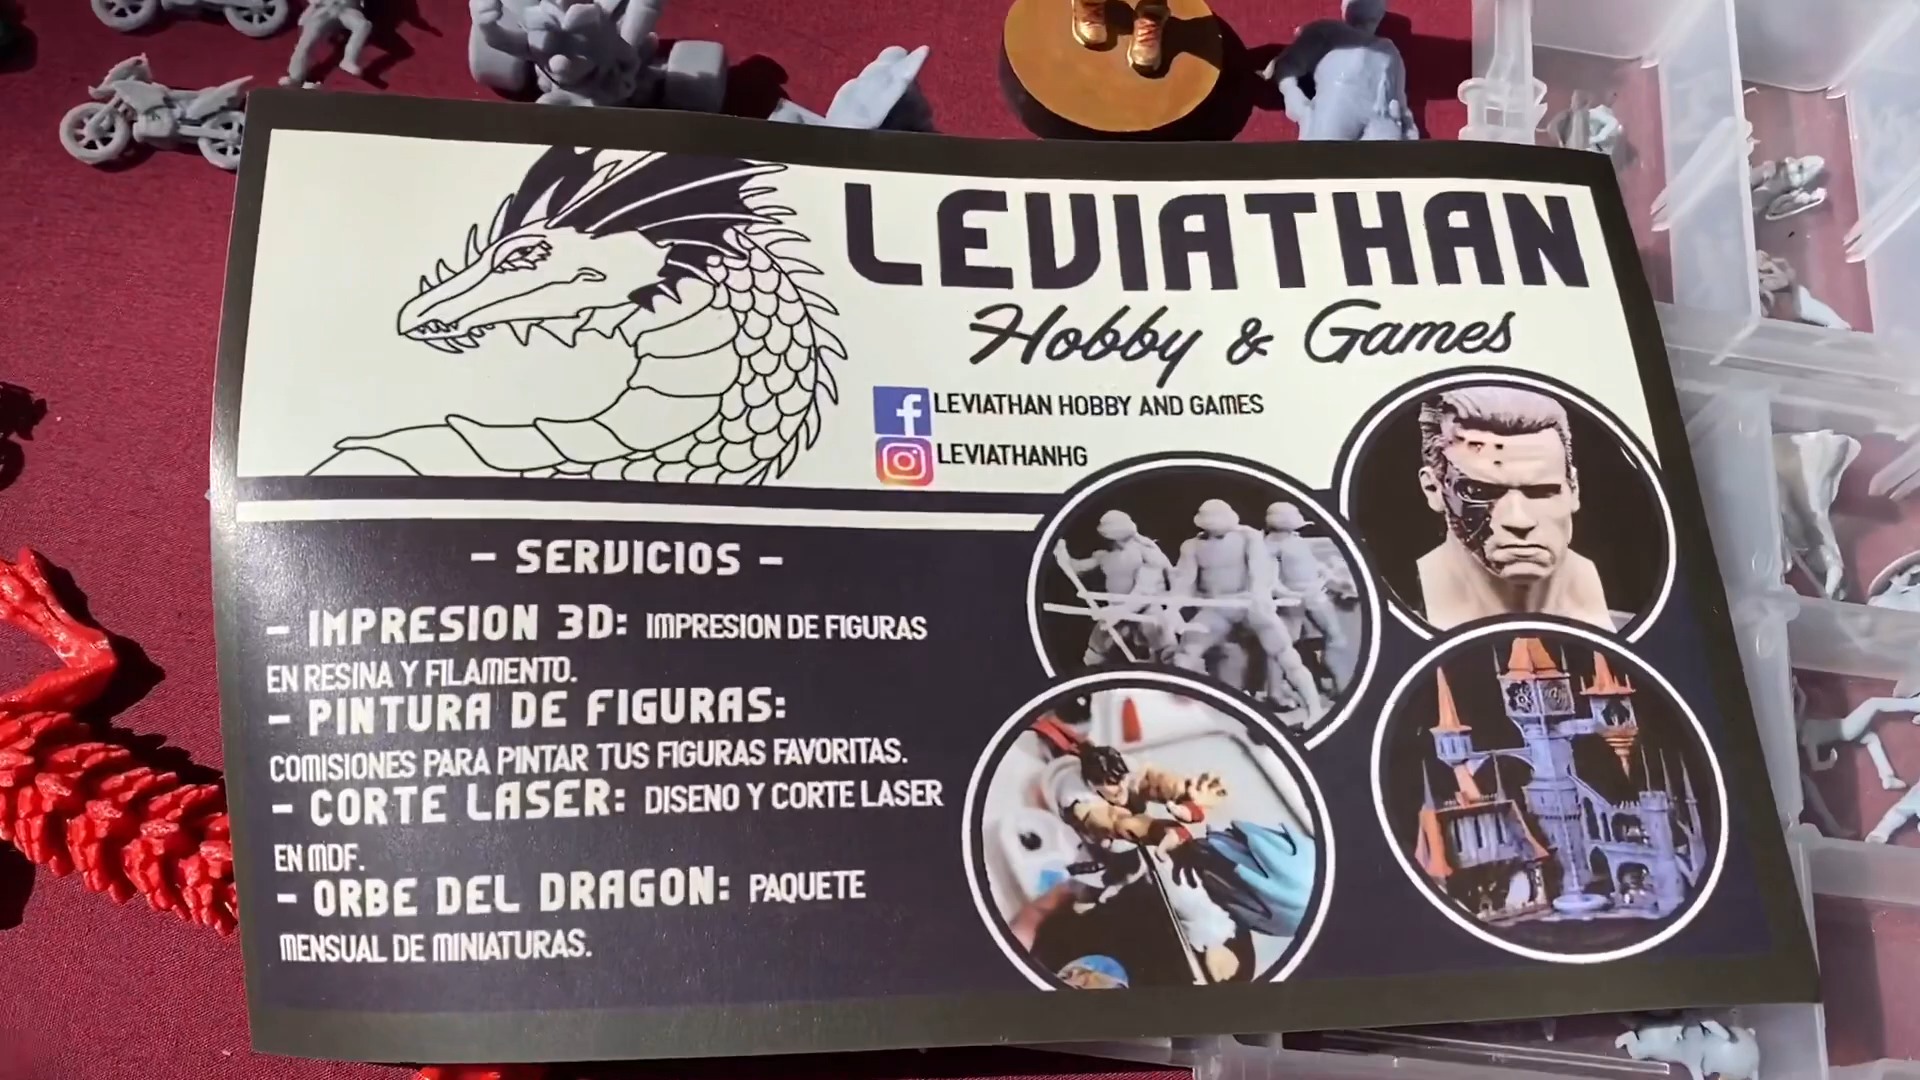 LEVIATHAN
Hobby & Games
LEVIATHAN HOBBY AND GAMES
LEVIATHANHG
- SERVICIOS -
- IMPRESION 3D: IMPRESION DE FIGURAS
EN RESINA Y FILAMENTO.
- PINTURA DE FIGURAS:
COMISIONES PARA PINTAR TUS FIGURAS FAVORITAS.
- CORTE LASER: DISENO Y CORTE LASER
EN MDF.
- ORBE DEL DRAGON: PAQUETE
MENSUAL DE MINIATURAS.